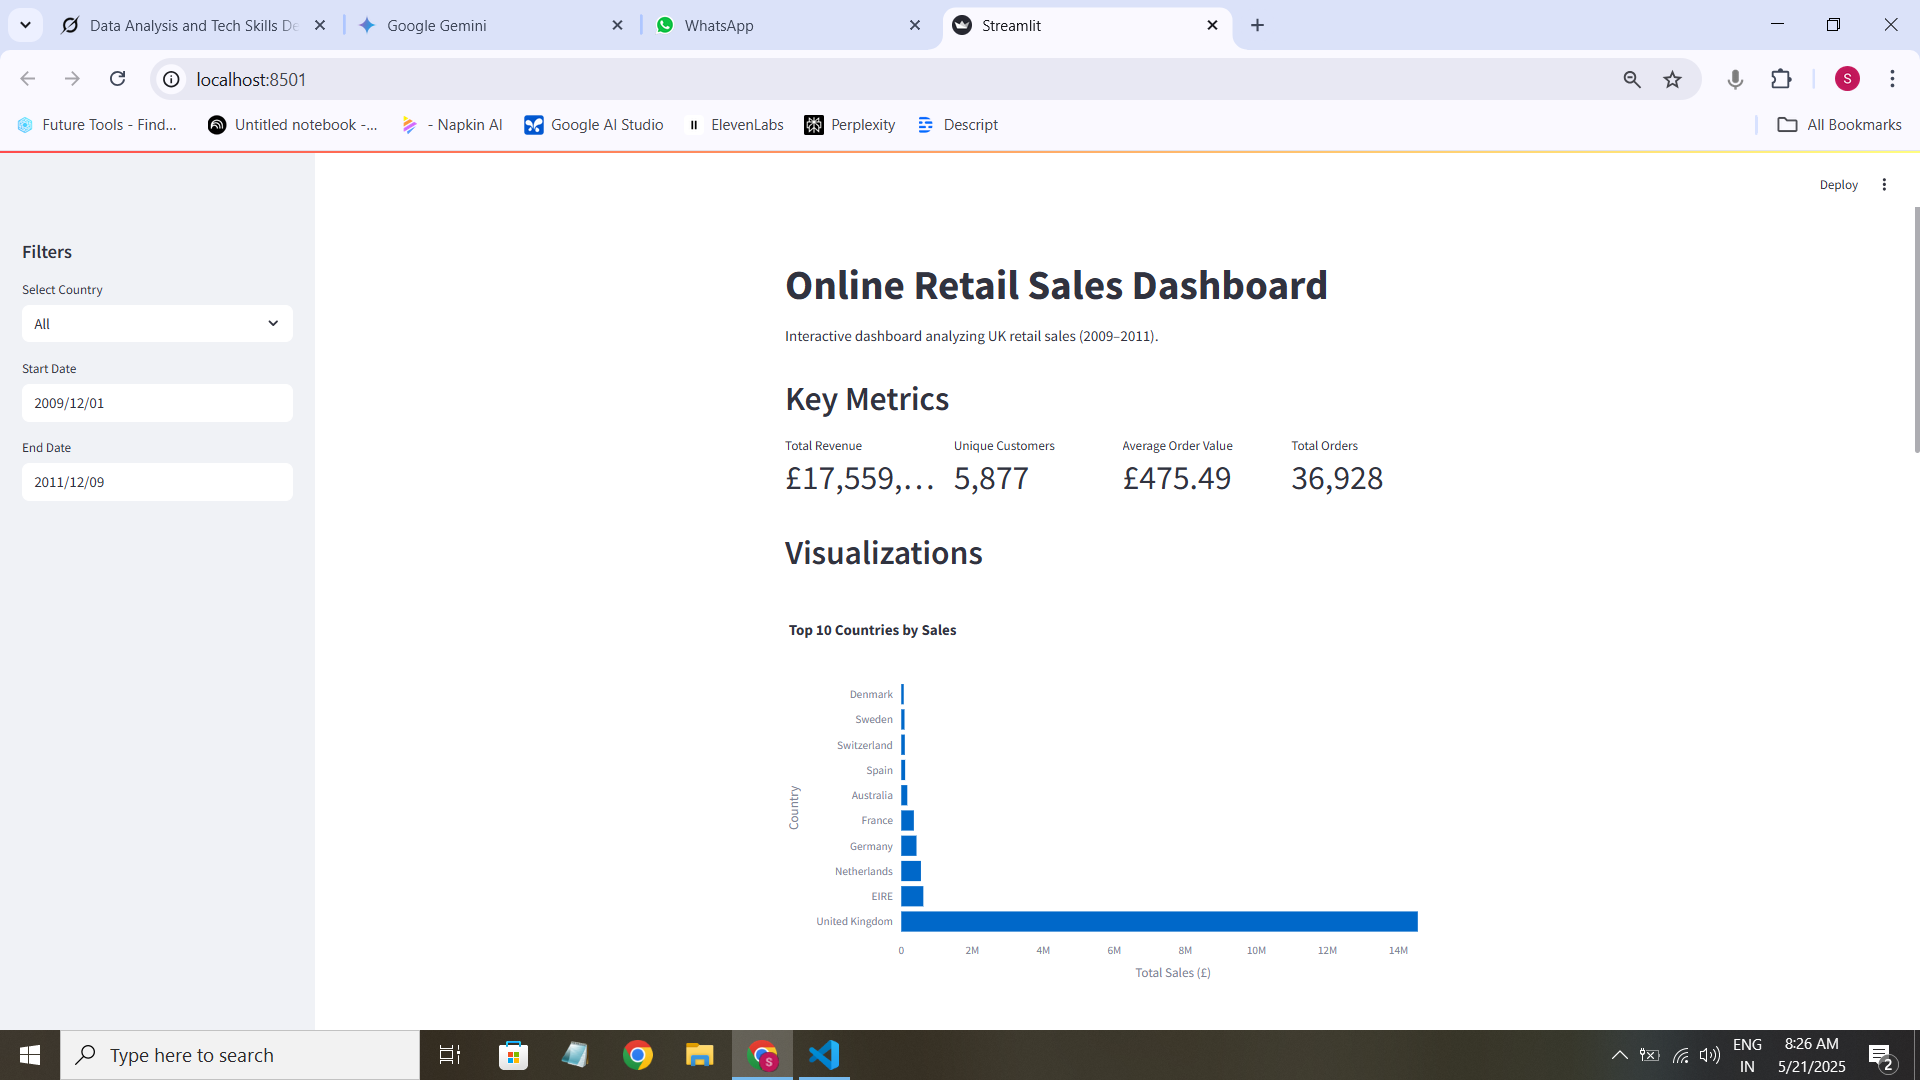 Data Analysis and Tech Skills De
Google Gemini
WhatsApp
Streamlit
localhost:8501
S
Future Tools - Find...
Untitled notebook -...
- Napkin AI
Google AI Studio
ElevenLabs
Perplexity
Descript
All Bookmarks
Deploy
Filters
Select Country
All
Start Date
2009/12/01
End Date
2011/12/09
Online Retail Sales Dashboard
Interactive dashboard analyzing UK retail sales (2009–2011).
Key Metrics
Total Revenue Unique Customers Average Order Value Total Orders
£17,559,… 5,877 £475.49 36,928
Visualizations
Top 10 Countries by Sales
Country
Denmark
Sweden
Switzerland
Spain
Australia
France
Germany
Netherlands
EIRE
United Kingdom
0 2M 4M 6M 8M 10M 12M 14M
Total Sales (£)
Type here to search
S
ENG
IN
8:26 AM
5/21/2025
2